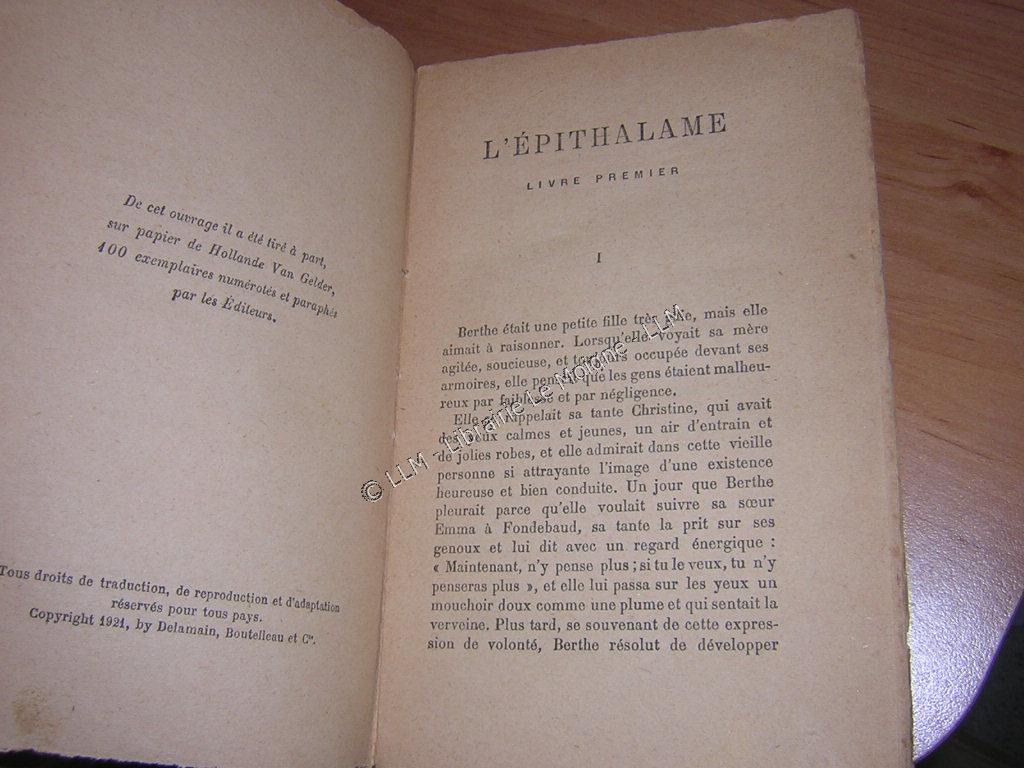 De cet ouvrage il a été tiré à part,
sur papier de Hollande Van Gelder,
100 exemplaires numérotés et paraphés
par les Éditeurs.
Tous droits de traduction, de reproduction et d'adaptation
réservés pour tous pays.
Copyright 1921, by Delamain, Boutelleau et Cie.
L'ÉPITHALAME
LIVRE PREMIER
I
Berthe était une petite fille très, mais elle
aimait à raisonner. Lorsqu'elle voyait sa mère
agitée, soucieuse, et toujours occupée devant ses
armoires, elle pensait que les gens étaient malheu-
reux par faiblesse et par négligence.
Elle se rappelait sa tante Christine, qui avait
des yeux calmes et jeunes, un air d'entrain et
de jolies robes, et elle admirait dans cette vieille
personne si attrayante l'image d'une existence
heureuse et bien conduite. Un jour que Berthe
pleurait parce qu'elle voulait suivre sa sœur
Emma à Fondebaud, sa tante la prit sur ses
genoux et lui dit avec un regard énergique :
« Maintenant, n'y pense plus ; si tu le veux, tu n'y
penseras plus », et elle lui passa sur les yeux un
mouchoir doux comme une plume et qui sentait la
verveine. Plus tard, se souvenant de cette expres-
sion de volonté, Berthe résolut de développer
© LLM - Librairie Le Moldine - LLM